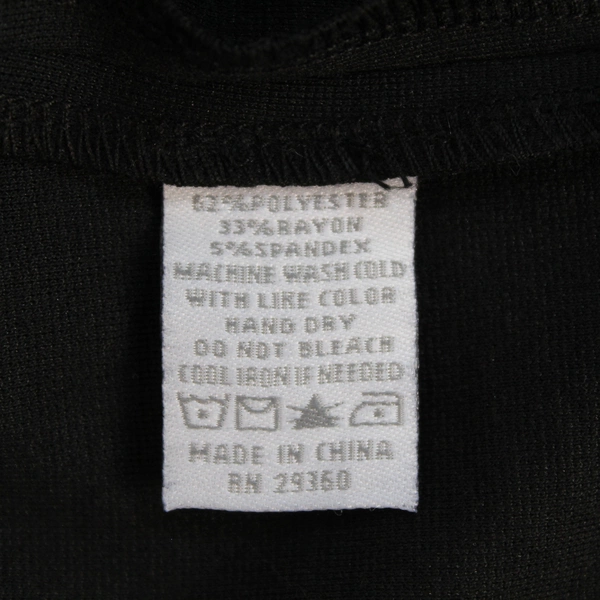 62%POLYESTER
33%RAYON
5%SPANDEX
MACHINE WASH COLD
WITH LIKE COLOR
HAND DRY
DO NOT BLEACH
COOL IRON IF NEEDED
MADE IN CHINA
RN 29360